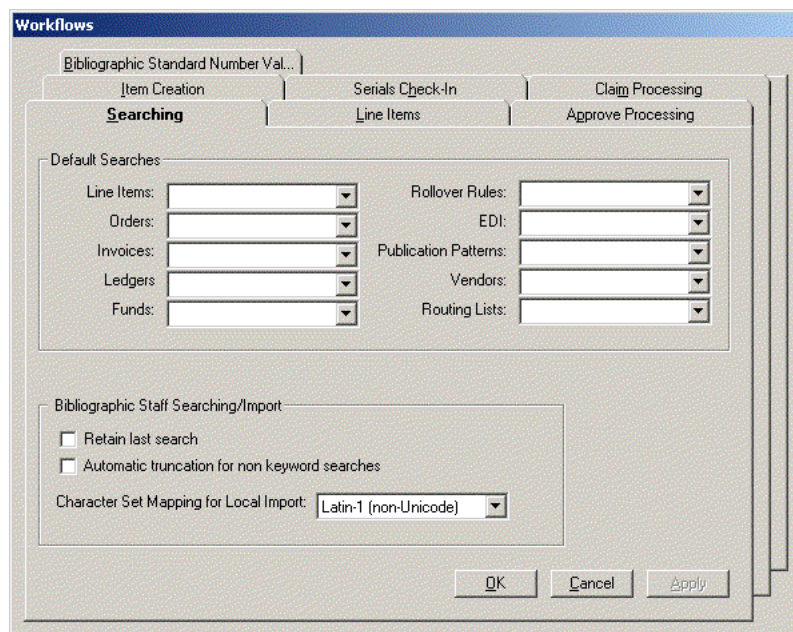 Workflows
Bibliographic Standard Number Val...
Item Creation
Serials Check-In
Claim Processing
Searching
Line Items
Approve Processing
Default Searches
Line Items:
Orders:
Invoices:
Ledgers
Funds:
Rollover Rules:
EDI:
Publication Patterns:
Vendors:
Routing Lists:
Bibliographic Staff Searching/Import
Retain last search
Automatic truncation for non keyword searches
Character Set Mapping for Local Import: Latin-1 (non-Unicode)
OK
Cancel
Apply